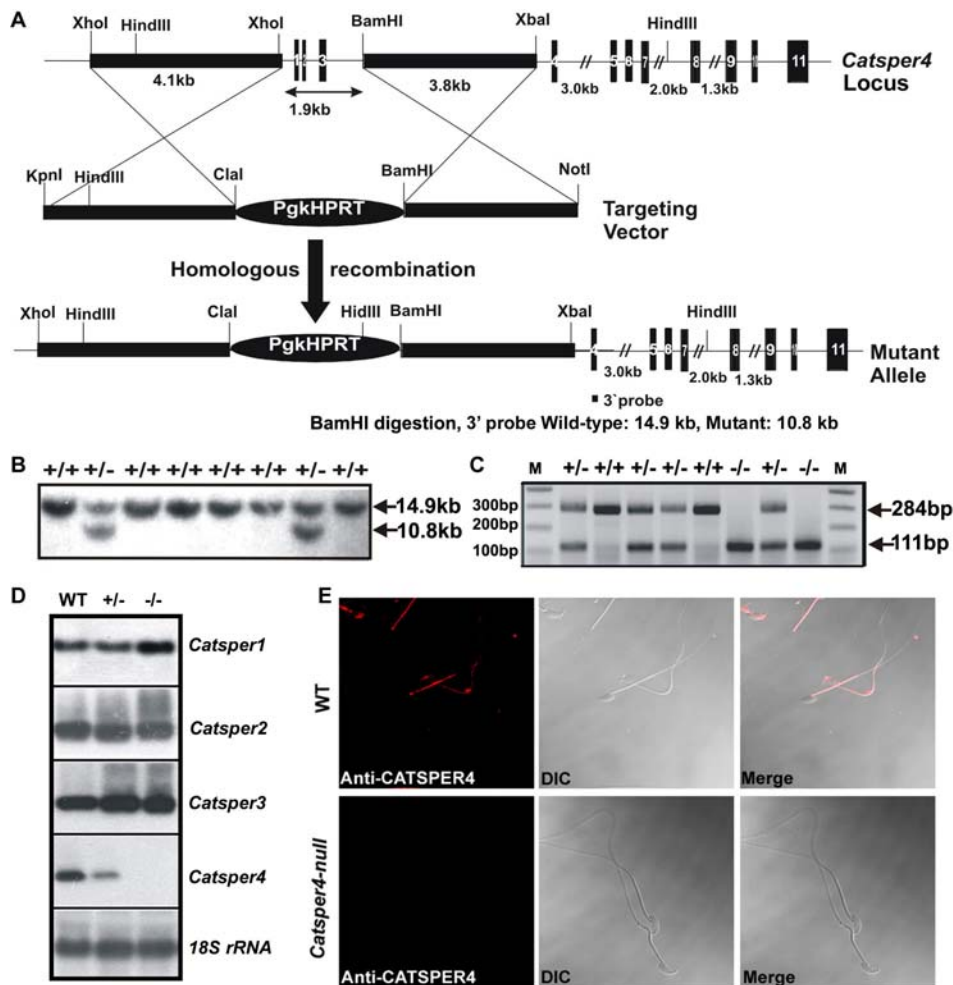 A
XhoI HindIII XhoI BamHI XbaI HindIII
1 2 3 4 5 6 7 8 9 10 11
Catsper4
Locus
4.1kb 1.9kb 3.8kb 3.0kb 2.0kb 1.3kb
// // //
KpnI HindIII ClaI BamHI NotI
PgkHPRT
Targeting
Vector
Homologous recombination
XhoI HindIII ClaI HidIII BamHI XbaI HindIII
PgkHPRT
4 5 6 7 8 9 11
// // //
Mutant
Allele
3.0kb 2.0kb 1.3kb
3`probe
BamHI digestion, 3' probe Wild-type: 14.9 kb, Mutant: 10.8 kb
B
+/+ +/- +/+ +/+ +/+ +/+ +/- +/+
14.9kb
10.8kb
C
M +/- +/+ +/- +/- +/+ -/- +/- -/- M
300bp
200bp
100bp
284bp
111bp
D
WT +/- -/-
Catsper1
Catsper2
Catsper3
Catsper4
18S rRNA
E
WT
Anti-CATSPER4 DIC Merge
Catsper4-null
Anti-CATSPER4 DIC Merge